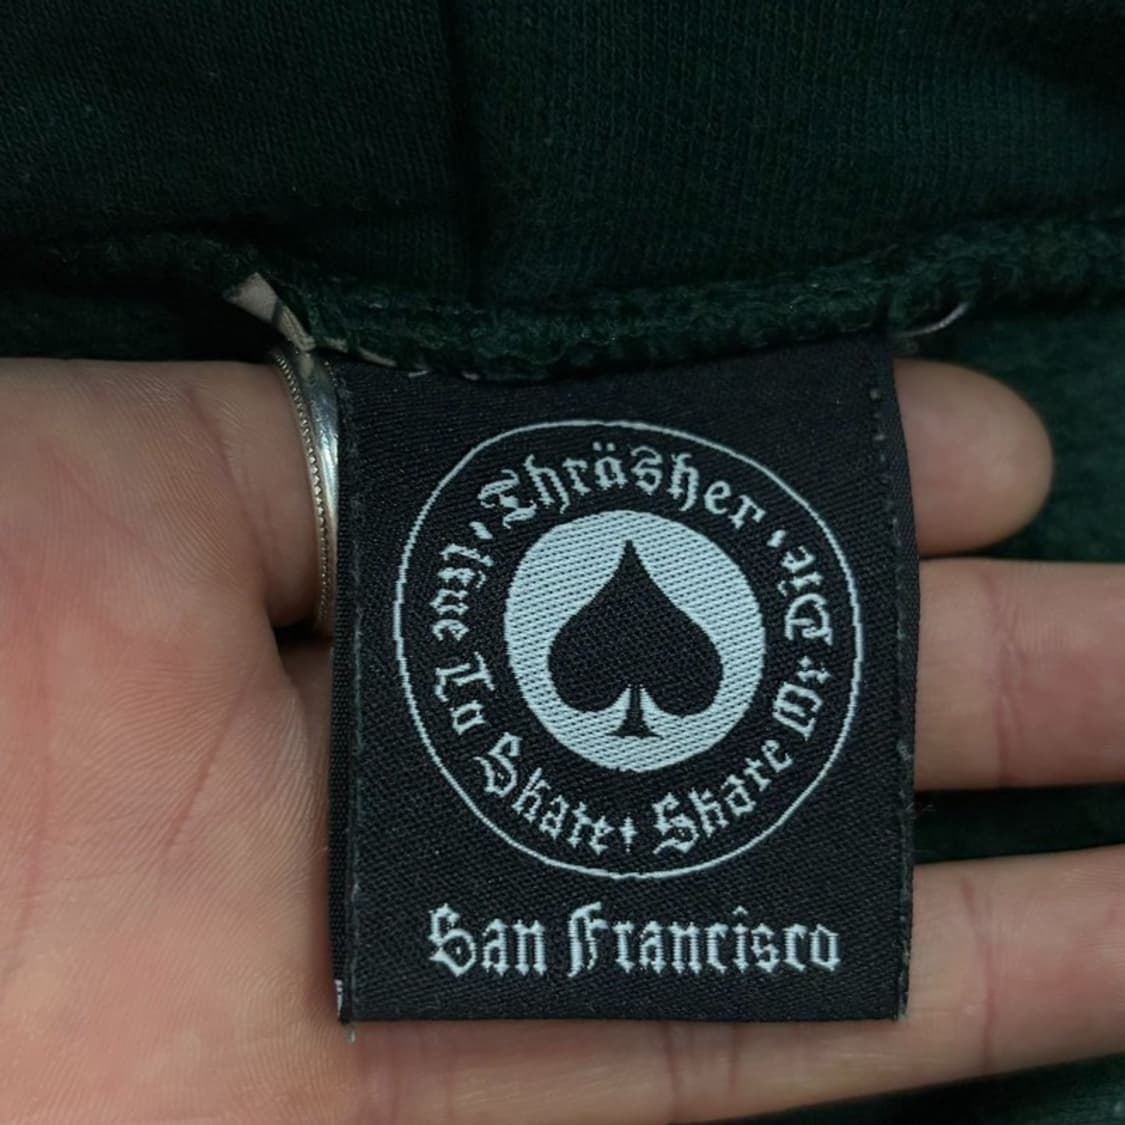 Thräsher
live To Skate
Skate Or Die
San Francisco